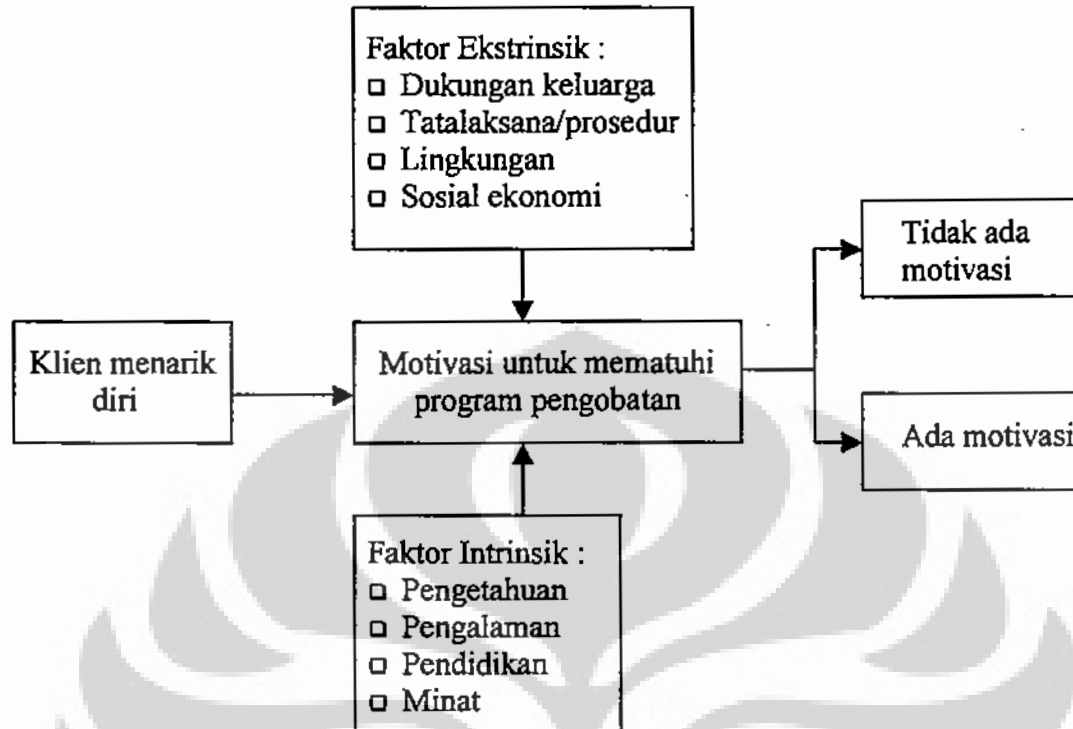 Faktor Ekstrinsik :
❑ Dukungan keluarga
❑ Tatalaksana/prosedur
❑ Lingkungan
❑ Sosial ekonomi
Tidak ada
motivasi
Klien menarik
diri
Motivasi untuk mematuhi
program pengobatan
Ada motivasi
Faktor Intrinsik :
❑ Pengetahuan
❑ Pengalaman
❑ Pendidikan
❑ Minat